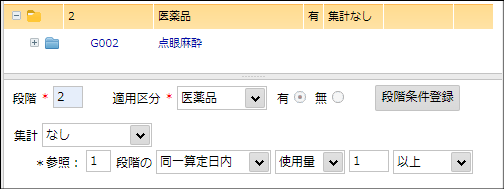 2 医薬品 有 集計なし
G002 点眼麻酔
段階 * 2 適用区分 * 医薬品 有 無 段階条件登録
集計 なし
*参照： 1 段階の 同一算定日内 使用量 1 以上